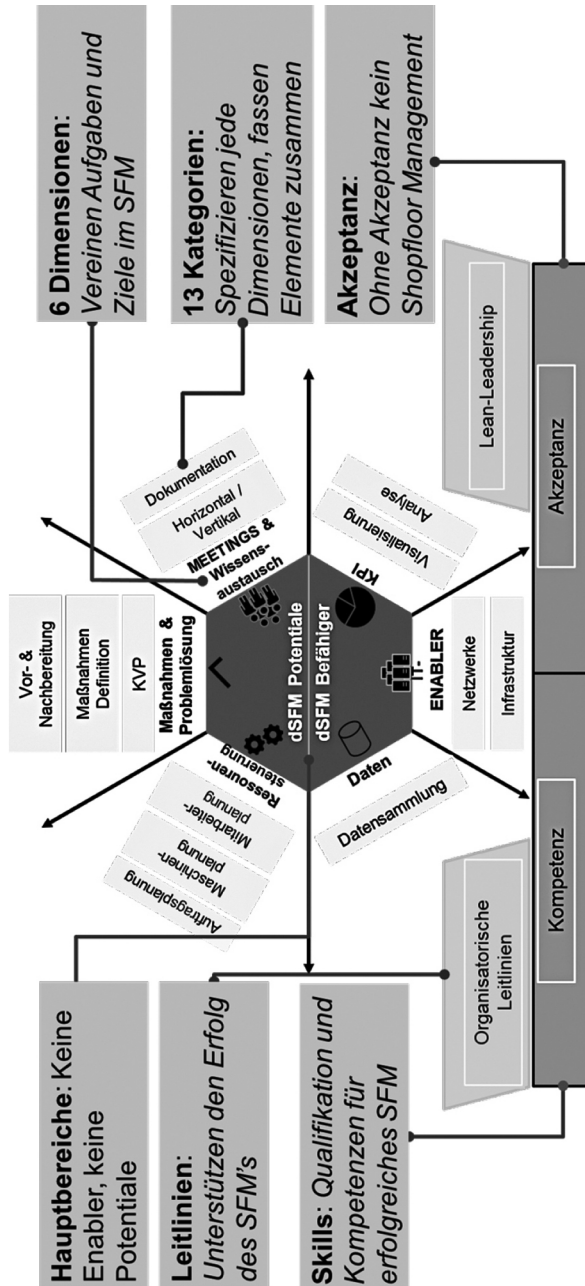 Hauptbereiche: Keine
Enabler, keine
Potentiale
Leitlinien:
Unterstützen den Erfolg
des SFM's
Skills: Qualifikation und
Kompetenzen für
erfolgreiches SFM
Vor- &
Nachbereitung
Maßnahmen
Definition
KVP
Maßnahmen &
Problemlösung
Auftragsplanung
Maschinen-
planung
Mitarbeiter-
planung
Ressouren-
steuerung
Dokumentation
Horizontal /
Vertikal
MEETINGS &
Wissens-
austausch
dSFM Potentiale
dSFM Befähiger
Daten
Datensammlung
IT-
ENABLER
Netzwerke
Infrastruktur
KPI
Visualisierung
Analyse
6 Dimensionen:
Vereinen Aufgaben und
Ziele im SFM
13 Kategorien:
Spezifizieren jede
Dimensionen, fassen
Elemente zusammen
Akzeptanz:
Ohne Akzeptanz kein
Shopfloor Management
Organisatorische
Leitlinien
Lean-Leadership
Kompetenz
Akzeptanz